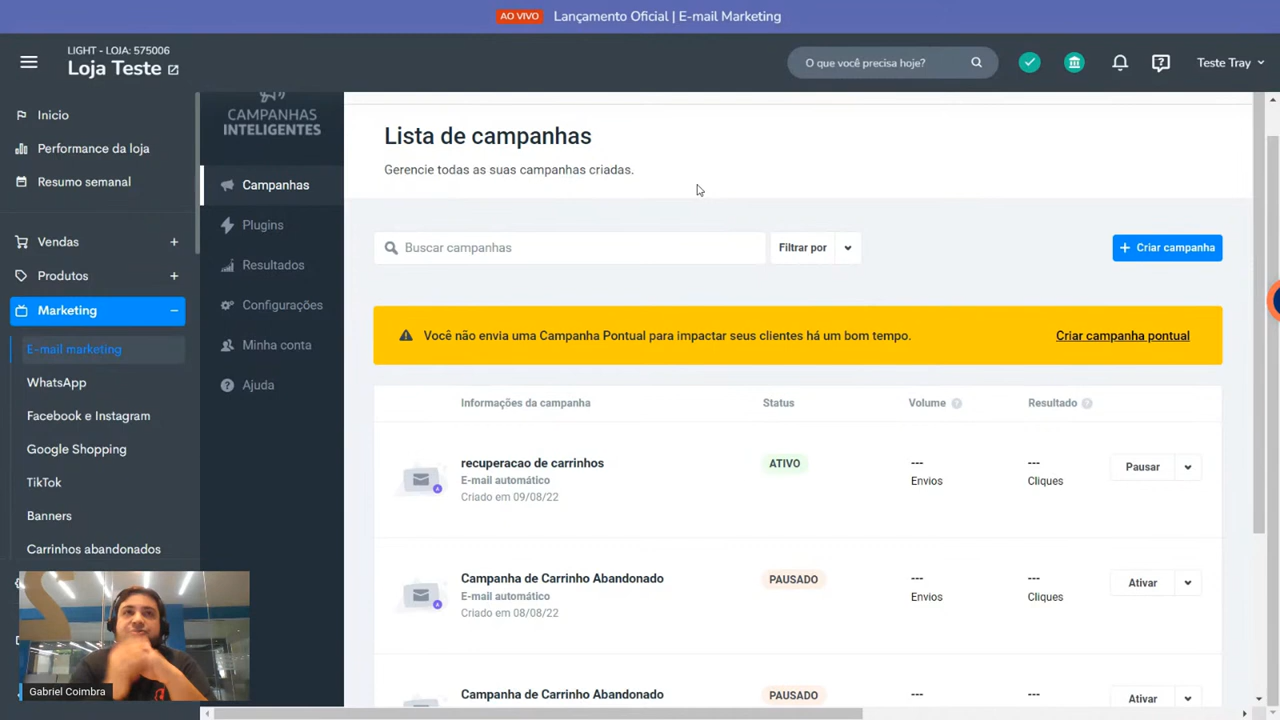 AO VIVO Lançamento Oficial | E-mail Marketing
LIGHT - LOJA: 575006
Loja Teste
O que você precisa hoje?
Teste Tray
Inicio
Performance da loja
Resumo semanal
Vendas +
Produtos +
Marketing −
E-mail marketing
WhatsApp
Facebook e Instagram
Google Shopping
TikTok
Banners
Carrinhos abandonados
Gabriel Coimbra
CAMPANHAS
INTELIGENTES
Campanhas
Plugins
Resultados
Configurações
Minha conta
Ajuda
Lista de campanhas
Gerencie todas as suas campanhas criadas.
Buscar campanhas
Filtrar por
+ Criar campanha
Você não envia uma Campanha Pontual para impactar seus clientes há um bom tempo.
Criar campanha pontual
Informações da campanha Status Volume ? Resultado ?
recuperacao de carrinhos
E-mail automático
Criado em 09/08/22
ATIVO
---
Envios
---
Cliques
Pausar
Campanha de Carrinho Abandonado
E-mail automático
Criado em 08/08/22
PAUSADO
---
Envios
---
Cliques
Ativar
Campanha de Carrinho Abandonado
PAUSADO
---
---
Ativar